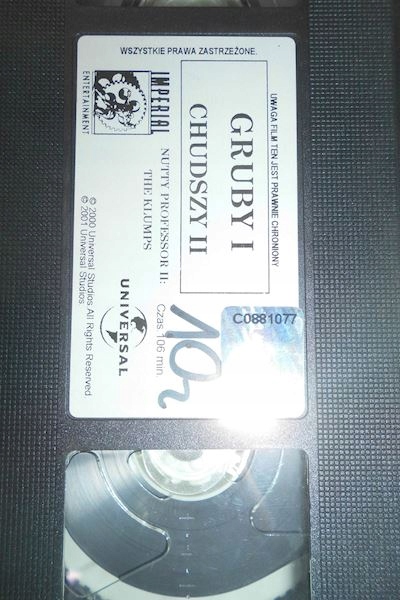 WSZYSTKIE PRAWA ZASTRZEŻONE.
UWAGA FILM TEN JEST PRAWNIE CHRONIONY
GRUBY I
CHUDSZY II
IMPERIAL
ENTERTAINMENT
NUTTY PROFESSOR II:
THE KLUMPS
Czas 106 min.
UNIVERSAL
C0881077
© 2000 Universal Studios All Rights Reserved.
© 2001 Universal Studios